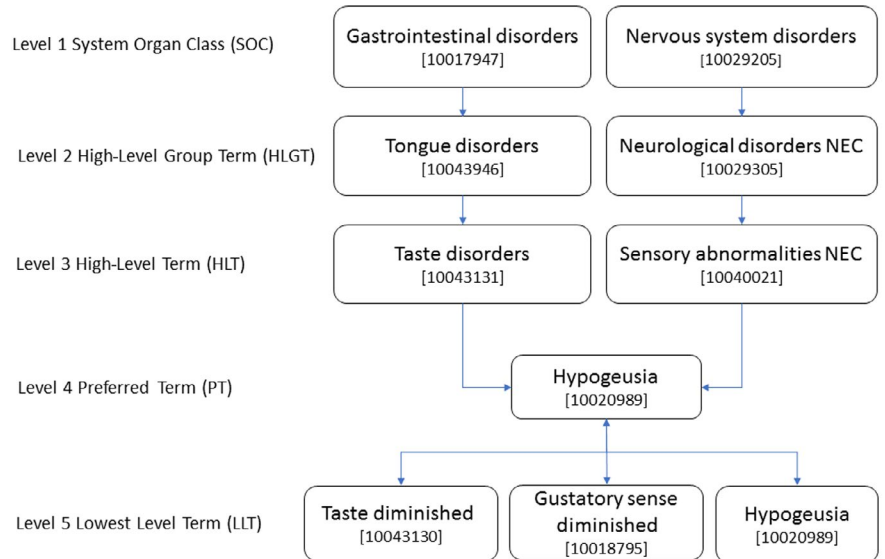 Level 1 System Organ Class (SOC)
Gastrointestinal disorders
[10017947]
Nervous system disorders
[10029205]
Level 2 High-Level Group Term (HLGT)
Tongue disorders
[10043946]
Neurological disorders NEC
[10029305]
Level 3 High-Level Term (HLT)
Taste disorders
[10043131]
Sensory abnormalities NEC
[10040021]
Level 4 Preferred Term (PT)
Hypogeusia
[10020989]
Level 5 Lowest Level Term (LLT)
Taste diminished
[10043130]
Gustatory sense
diminished
[10018795]
Hypogeusia
[10020989]